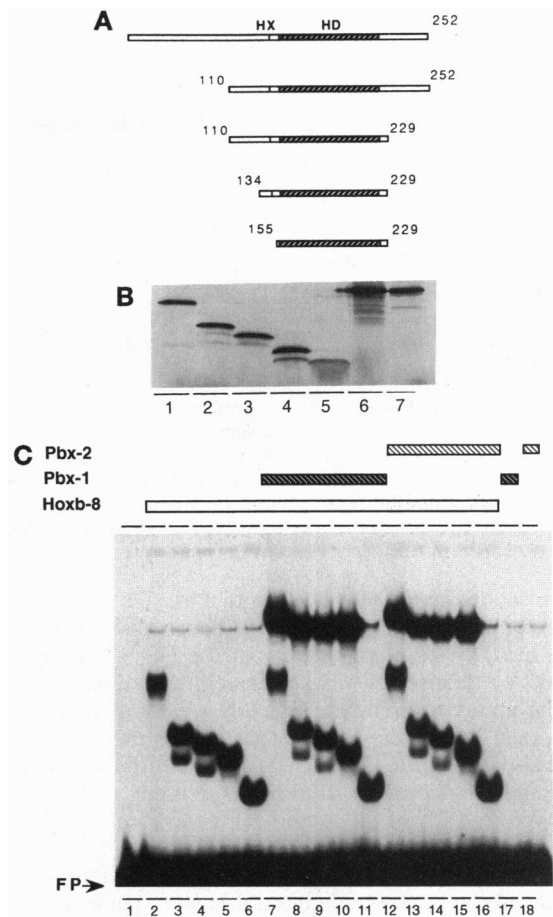 A
HX HD 252
110 252
110 229
134 229
155 229
B
1 2 3 4 5 6 7
C Pbx-2
Pbx-1
Hoxb-8
FP
1 2 3 4 5 6 7 8 9 10 11 12 13 14 15 16 17 18